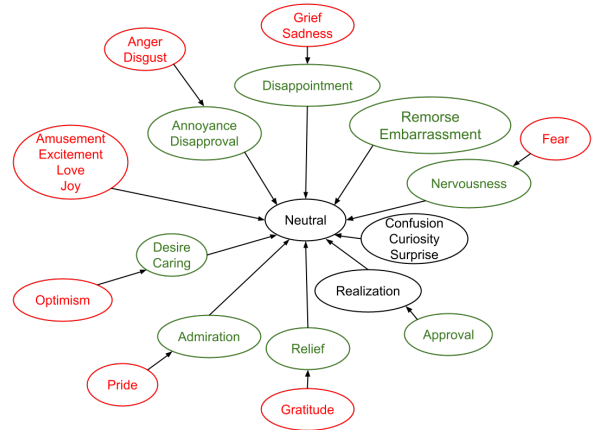 Grief
Sadness
Anger
Disgust
Disappointment
Remorse
Embarrassment
Annoyance
Disapproval
Fear
Amusement
Excitement
Love
Joy
Nervousness
Neutral
Confusion
Curiosity
Surprise
Desire
Caring
Optimism
Realization
Admiration
Relief
Approval
Pride
Gratitude